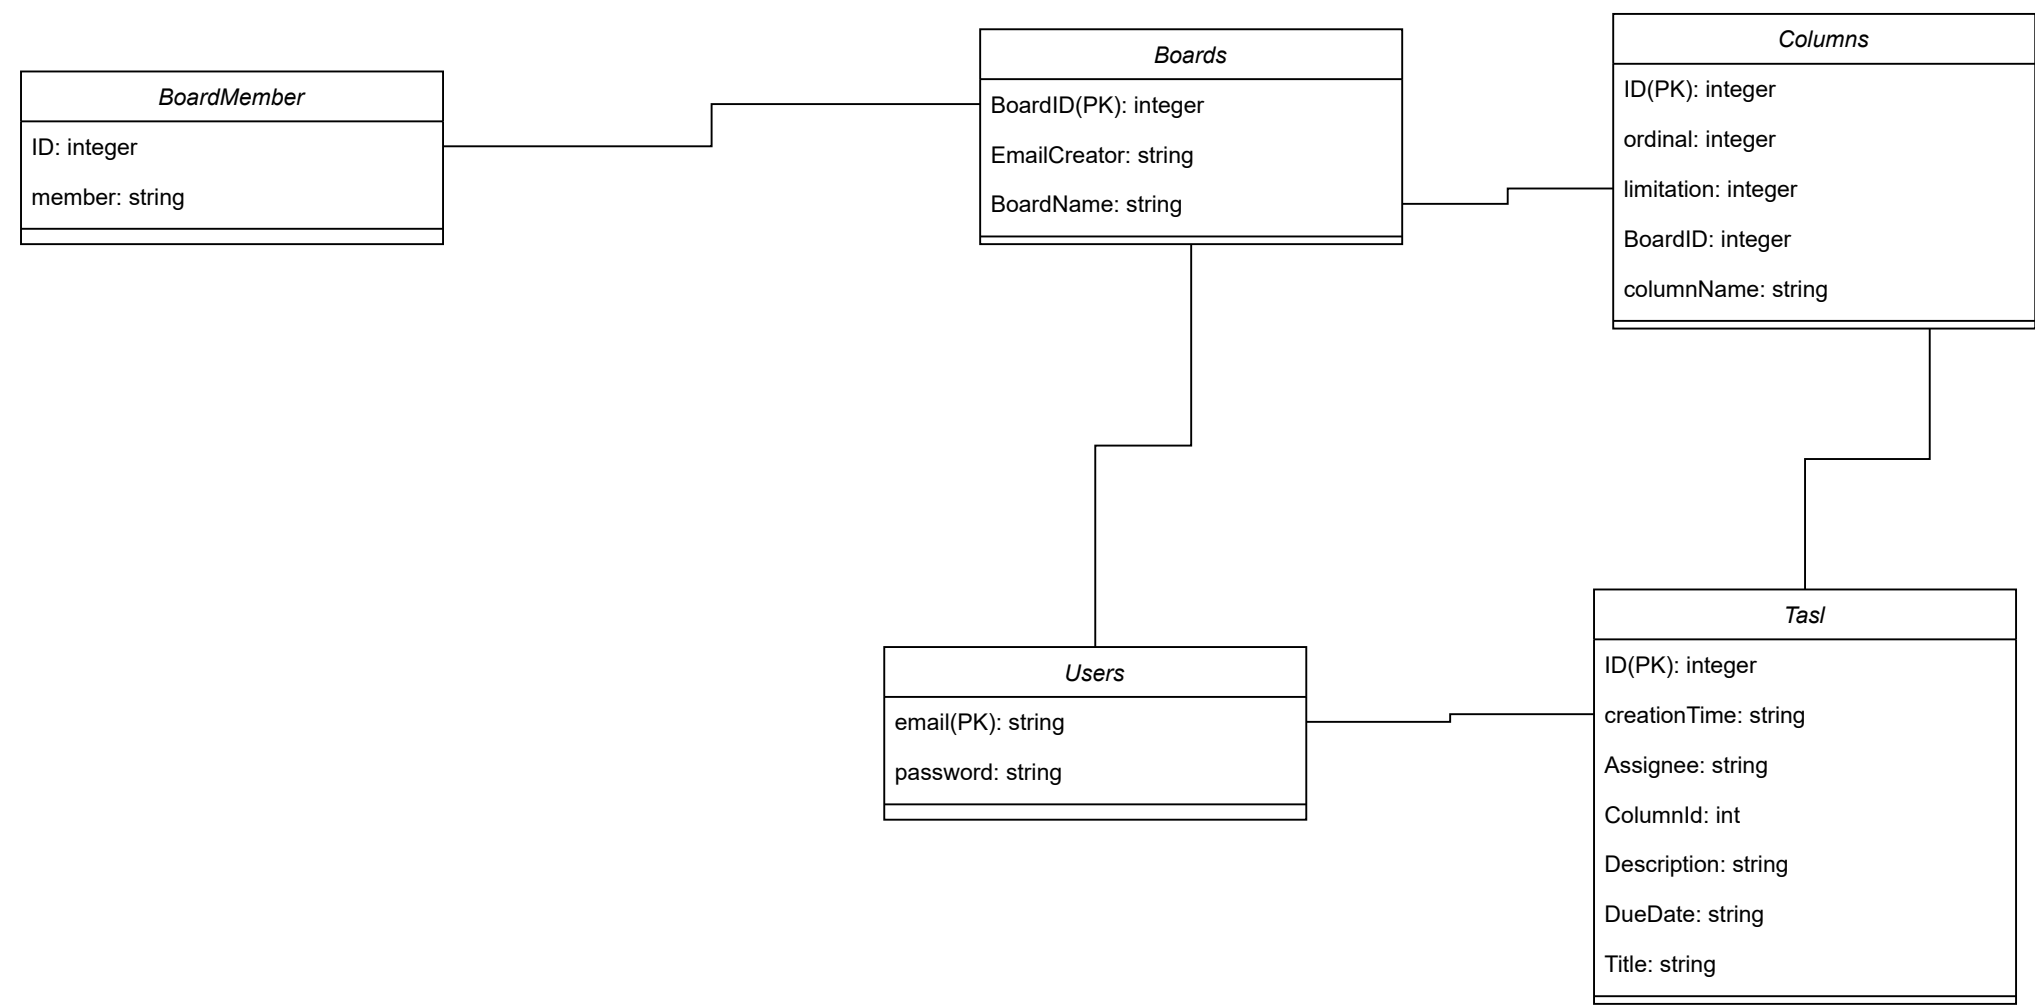 BoardMember
ID: integer
member: string
Boards
BoardID(PK): integer
EmailCreator: string
BoardName: string
Columns
ID(PK): integer
ordinal: integer
limitation: integer
BoardID: integer
columnName: string
Users
email(PK): string
password: string
Tasl
ID(PK): integer
creationTime: string
Assignee: string
ColumnId: int
Description: string
DueDate: string
Title: string